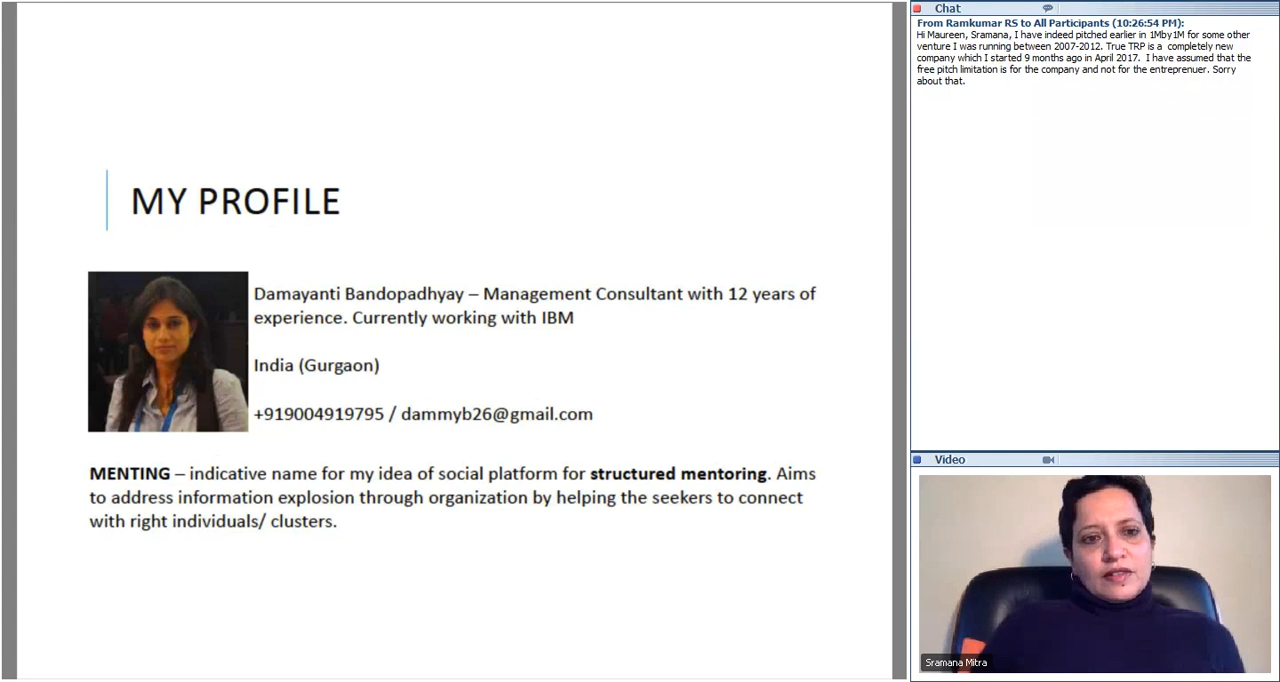 MY PROFILE
Damayanti Bandopadhyay – Management Consultant with 12 years of
experience. Currently working with IBM
India (Gurgaon)
+919004919795 / dammyb26@gmail.com
MENTING – indicative name for my idea of social platform for structured mentoring. Aims
to address information explosion through organization by helping the seekers to connect
with right individuals/ clusters.
Chat
From Ramkumar RS to All Participants (10:26:54 PM):
Hi Maureen, Sramana, I have indeed pitched earlier in 1Mby1M for some other
venture I was running between 2007-2012. True TRP is a  completely new
company which I started 9 months ago in April 2017.  I have assumed that the
free pitch limitation is for the company and not for the entreprenuer. Sorry
about that.
Video
Sramana Mitra